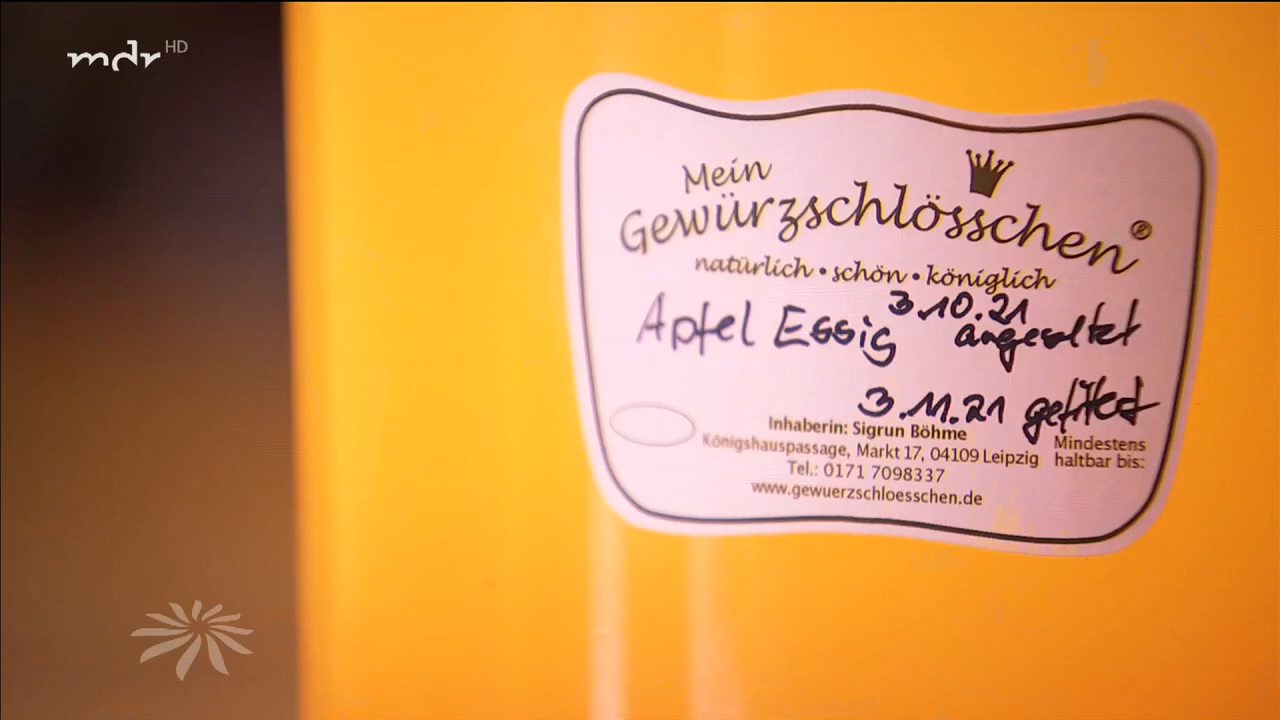 mdr HD
Mein
Gewürzschlösschen®
natürlich • schön • königlich
Apfel Essig 3.10.21
angesetzt
3.11.21 gefiltert
Inhaberin: Sigrun Böhme
Königshauspassage, Markt 17, 04109 Leipzig
Tel.: 0171 7098337
www.gewuerzschloesschen.de
Mindestens
haltbar bis: